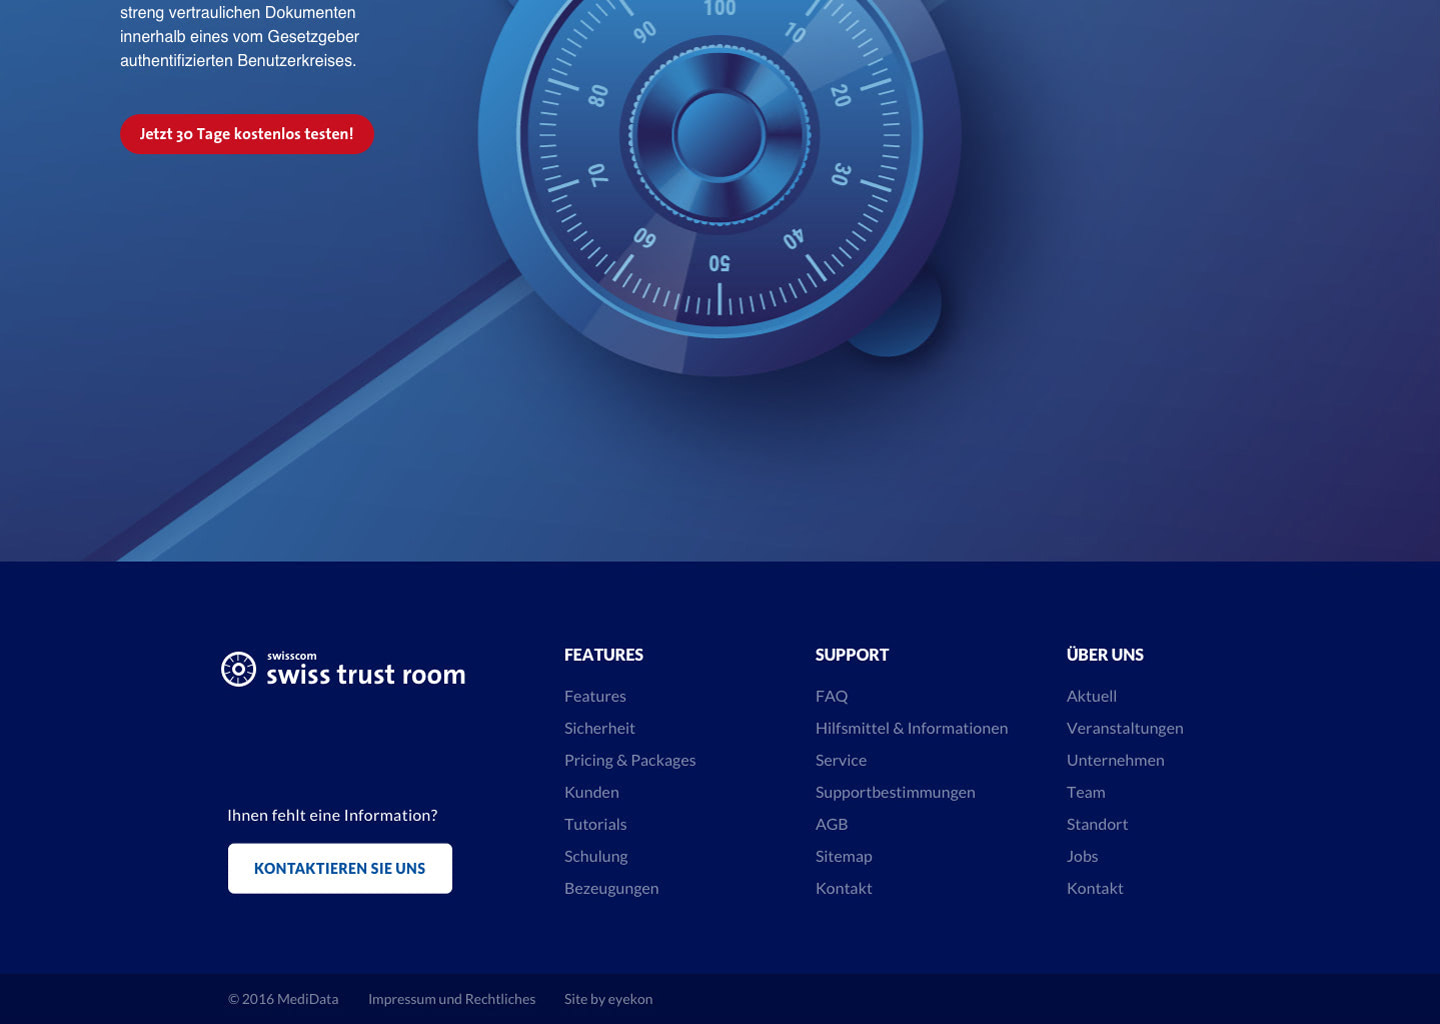 streng vertraulichen Dokumenten
innerhalb eines vom Gesetzgeber
authentifizierten Benutzerkreises.
Jetzt 30 Tage kostenlos testen!
100
10
20
30
40
50
60
70
80
90
swisscom
swiss trust room
Ihnen fehlt eine Information?
KONTAKTIEREN SIE UNS
FEATURES
Features
Sicherheit
Pricing & Packages
Kunden
Tutorials
Schulung
Bezeugungen
SUPPORT
FAQ
Hilfsmittel & Informationen
Service
Supportbestimmungen
AGB
Sitemap
Kontakt
ÜBER UNS
Aktuell
Veranstaltungen
Unternehmen
Team
Standort
Jobs
Kontakt
© 2016 MediData
Impressum und Rechtliches
Site by eyekon